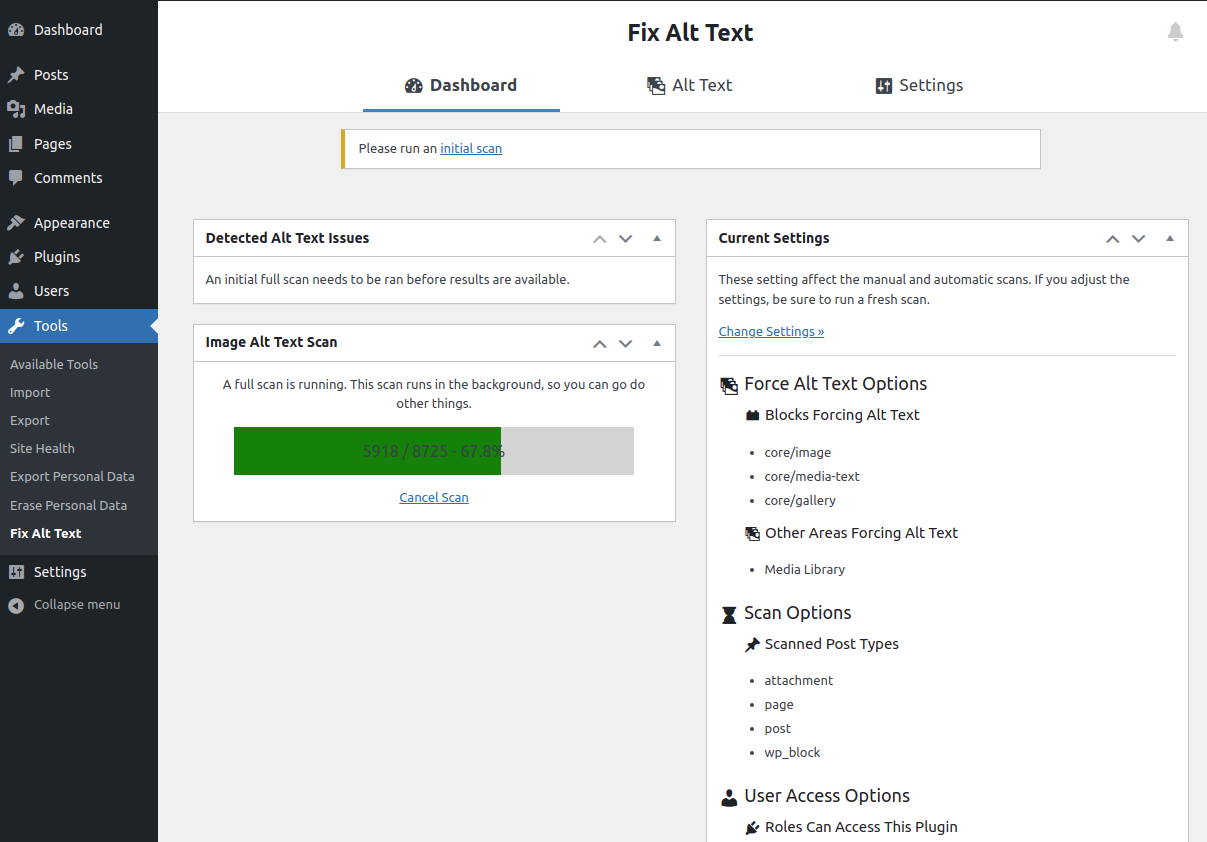 Dashboard
Posts
Media
Pages
Comments
Appearance
Plugins
Users
Tools
Available Tools
Import
Export
Site Health
Export Personal Data
Erase Personal Data
Fix Alt Text
Settings
Collapse menu
Fix Alt Text
Dashboard
Alt Text
Settings
Please run an initial scan
Detected Alt Text Issues
An initial full scan needs to be ran before results are available.
Image Alt Text Scan
A full scan is running. This scan runs in the background, so you can go do
other things.
5918 / 8725 - 67.8%
Cancel Scan
Current Settings
These setting affect the manual and automatic scans. If you adjust the
settings, be sure to run a fresh scan.
Change Settings »
Force Alt Text Options
Blocks Forcing Alt Text
• core/image
• core/media-text
• core/gallery
Other Areas Forcing Alt Text
• Media Library
Scan Options
Scanned Post Types
• attachment
• page
• post
• wp_block
User Access Options
Roles Can Access This Plugin